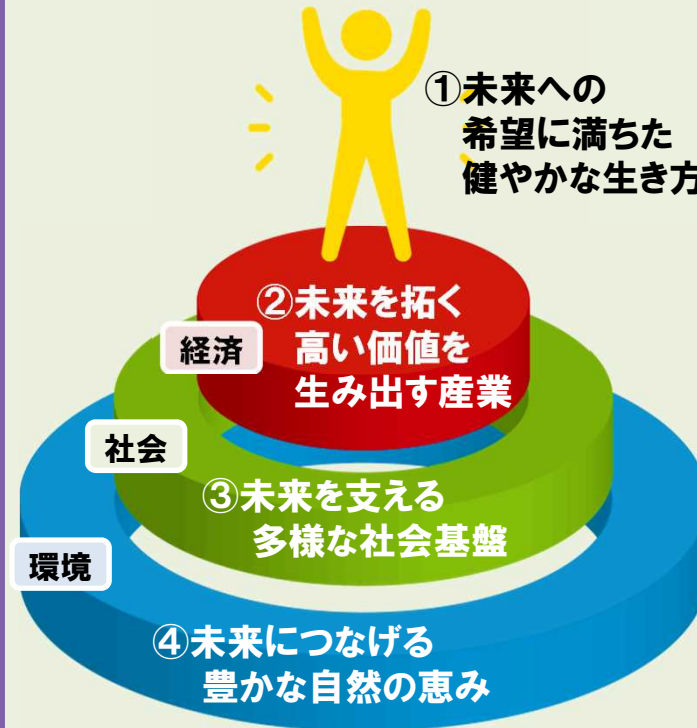 ①未来への
希望に満ちた
健やかな生き方
②未来を拓く
高い価値を
生み出す産業
経済
社会
③未来を支える
多様な社会基盤
環境
④未来につなげる
豊かな自然の恵み